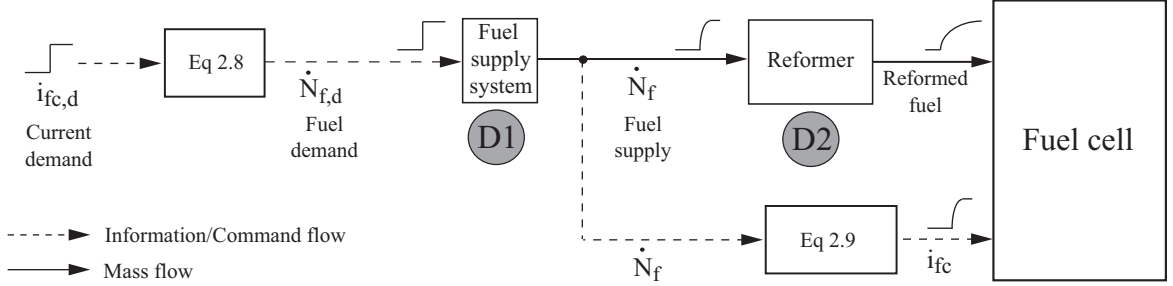 i_fc,d
Current
demand
Eq 2.8
Ṅ_f,d
Fuel
demand
Fuel
supply
system
D1
Ṅ_f
Fuel
supply
Reformer
D2
Reformed
fuel
Fuel cell
Ṅ_f
Eq 2.9
i_fc
Information/Command flow
Mass flow